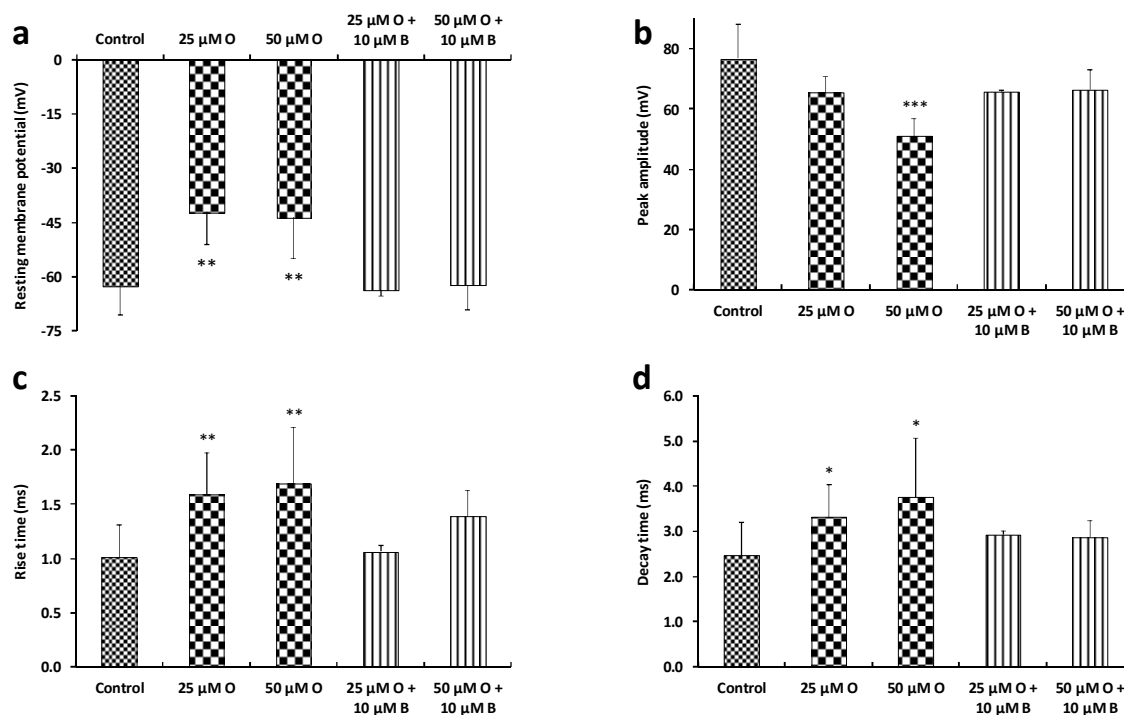 a
Control 25 µM O 50 µM O 25 µM O + 50 µM O +
10 µM B 10 µM B
Resting membrane potential (mV)
0
-15
-30
-45
-60
-75
**
**
b
Peak amplitude (mV)
80
60
40
20
0
***
Control 25 µM O 50 µM O 25 µM O + 50 µM O +
10 µM B 10 µM B
c
Rise time (ms)
2.5
2.0
1.5
1.0
0.5
0.0
**
**
Control 25 µM O 50 µM O 25 µM O + 50 µM O +
10 µM B 10 µM B
d
Decay time (ms)
6.0
5.0
4.0
3.0
2.0
1.0
0.0
*
*
Control 25 µM O 50 µM O 25 µM O + 50 µM O +
10 µM B 10 µM B